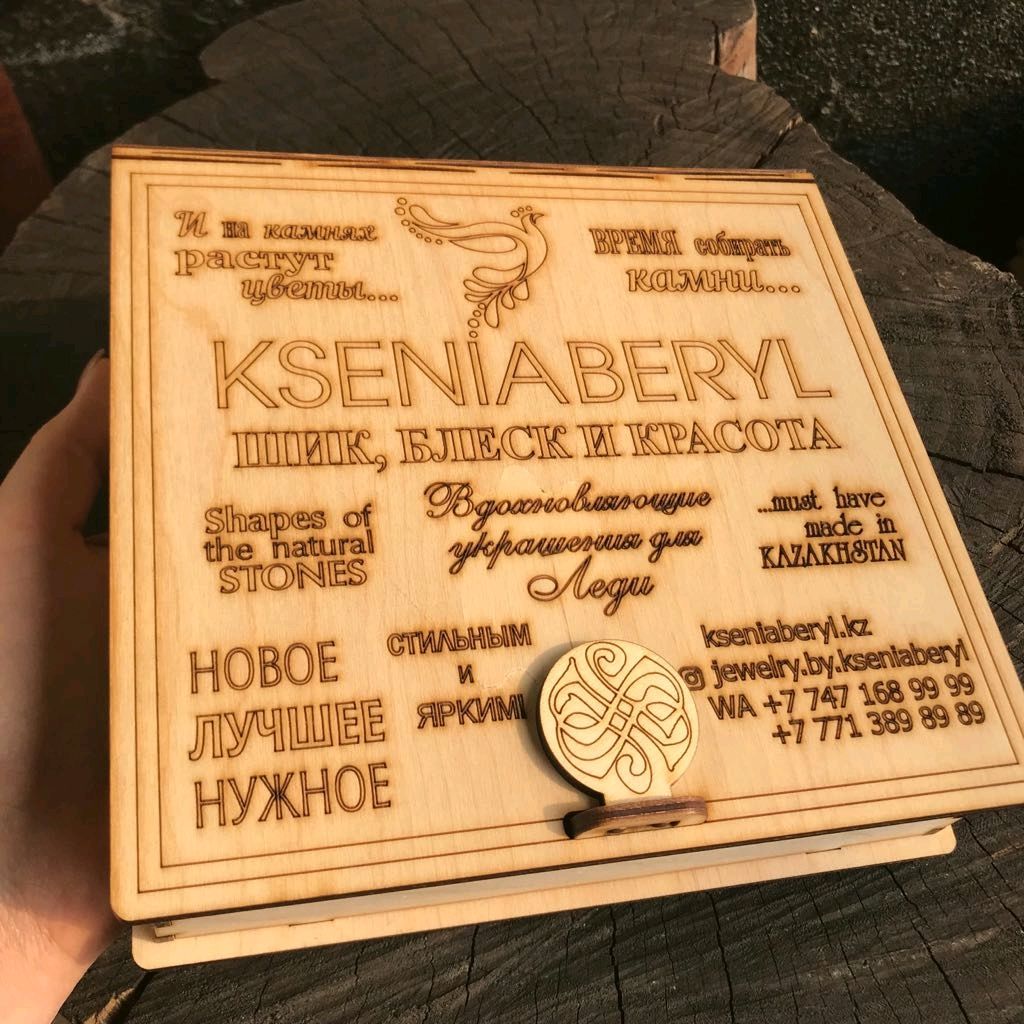 И на камнях
растут
цветы...
ВРЕМЯ собирать
камни...
KSENIABERYL
ШИК, БЛЕСК И КРАСОТА
Shapes of
the natural
STONES
Вдохновляющие
украшения для
Леди
...must have
made in
KAZAKHSTAN
НОВОЕ
ЛУЧШЕЕ
НУЖНОЕ
СТИЛЬНЫМ
И
ЯРКИМ
kseniaberyl.kz
jewelry.by.kseniaberyl
WA +7 747 168 99 99
+7 771 389 89 89